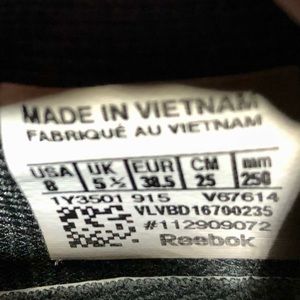 MADE IN VIETNAM
FABRIQUÉ AU VIETNAM
USA UK EUR CM mm
8 5 ½ 38.5 25 250
1Y3501 915 V67614
VLVBD16700235
#112909072
Reebok